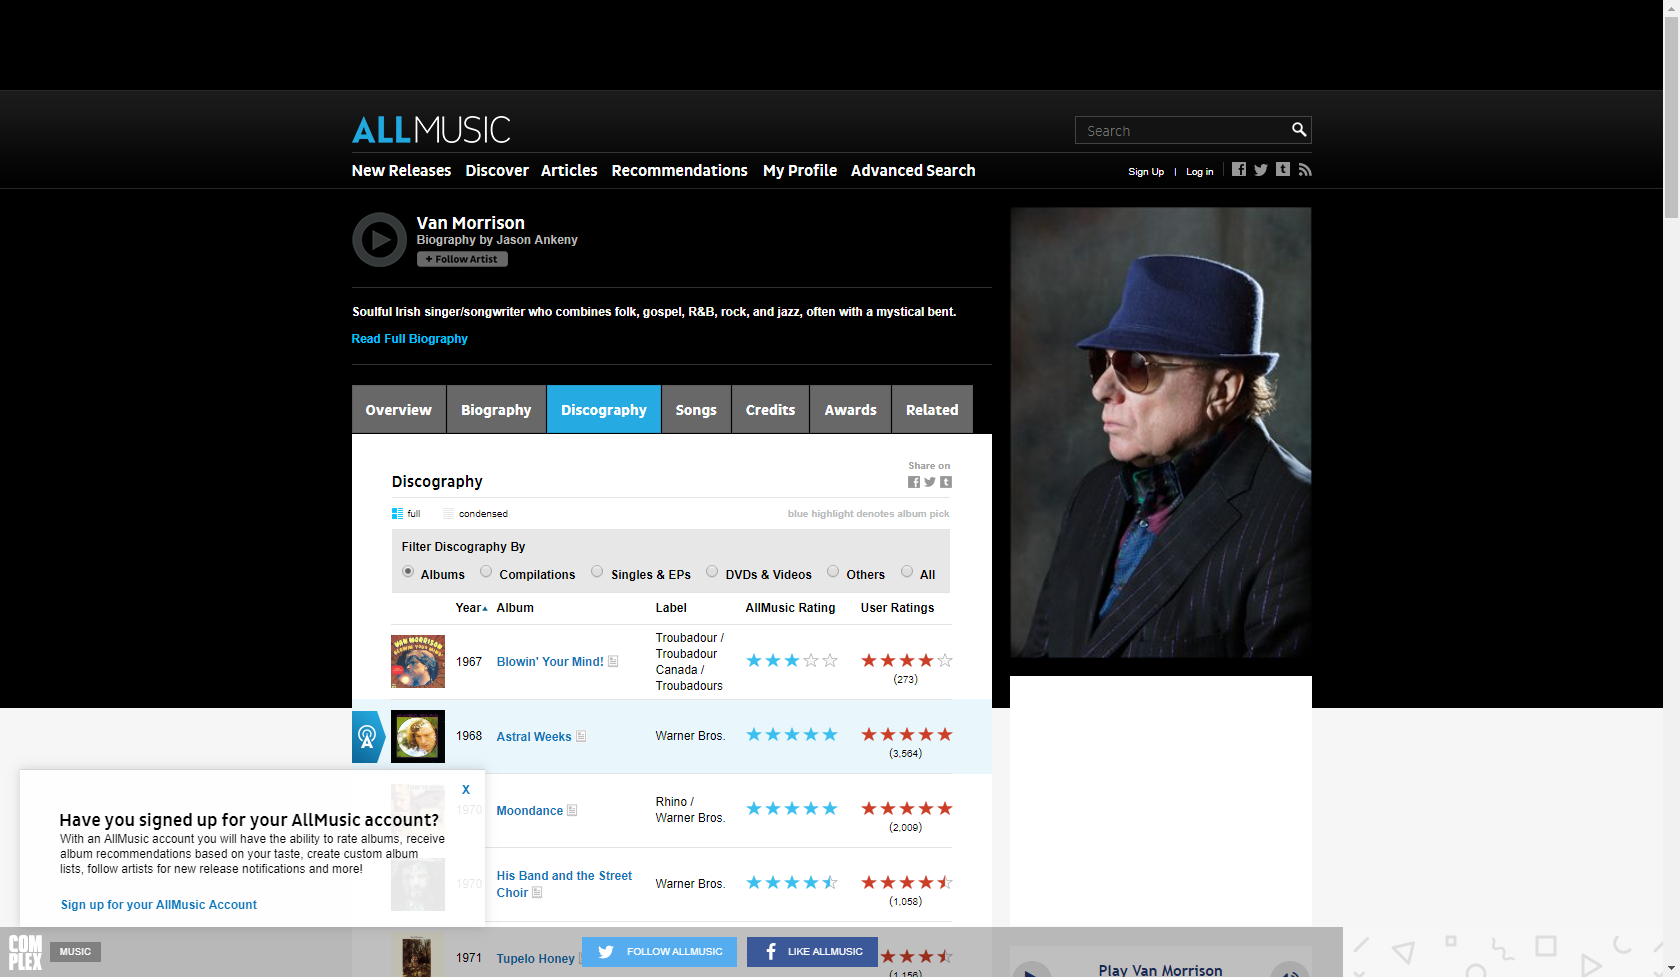 ALLMUSIC
Search
New Releases Discover Articles Recommendations My Profile Advanced Search
Sign Up | Log in
Van Morrison
Biography by Jason Ankeny
+ Follow Artist
Soulful Irish singer/songwriter who combines folk, gospel, R&B, rock, and jazz, often with a mystical bent.
Read Full Biography
Overview Biography Discography Songs Credits Awards Related
Share on
Discography
full condensed blue highlight denotes album pick
Filter Discography By
Albums Compilations Singles & EPs DVDs & Videos Others All
Year Album Label AllMusic Rating User Ratings
VAN MORRISON
BLOWIN' YOUR MIND!
1967 Blowin' Your Mind!
Troubadour /
Troubadour
Canada /
Troubadours
(273)
1968 Astral Weeks Warner Bros.
(3,564)
1970 Moondance
Rhino /
Warner Bros.
(2,009)
1970 His Band and the Street
Choir
Warner Bros.
(1,058)
1971 Tupelo Honey
(1,156)
X
Have you signed up for your AllMusic account?
With an AllMusic account you will have the ability to rate albums, receive
album recommendations based on your taste, create custom album
lists, follow artists for new release notifications and more!
Sign up for your AllMusic Account
COMPLEX
MUSIC
FOLLOW ALLMUSIC
LIKE ALLMUSIC
Play Van Morrison